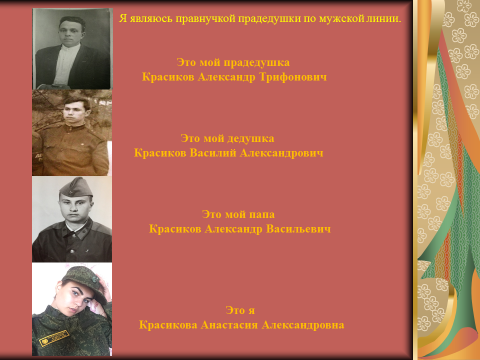 Я являюсь правнучкой прадедушки по мужской линии.
Это мой прадедушка
Красиков Александр Трифонович
Это мой дедушка
Красиков Василий Александрович
Это мой папа
Красиков Александр Васильевич
Это я
Красикова Анастасия Александровна